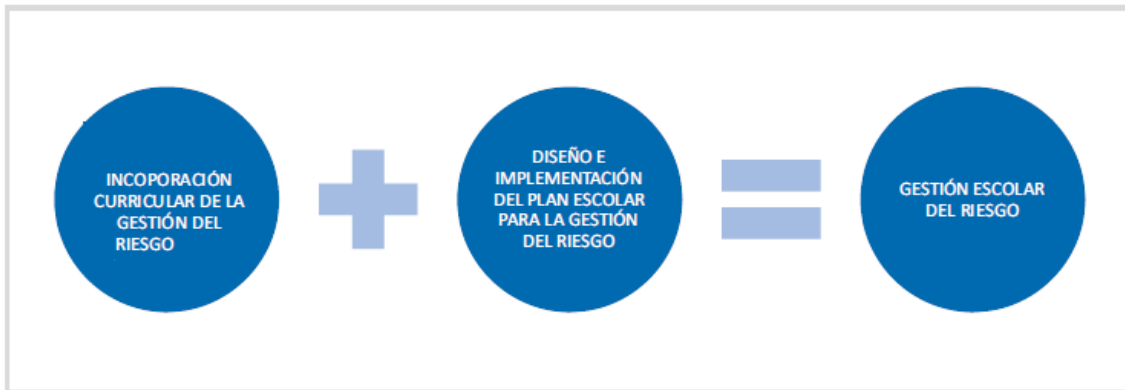 INCOPORACIÓN
CURRICULAR DE LA
GESTIÓN DEL
RIESGO
DISEÑO E
IMPLEMENTACIÓN
DEL PLAN ESCOLAR
PARA LA GESTIÓN
DEL RIESGO
GESTIÓN ESCOLAR
DEL RIESGO